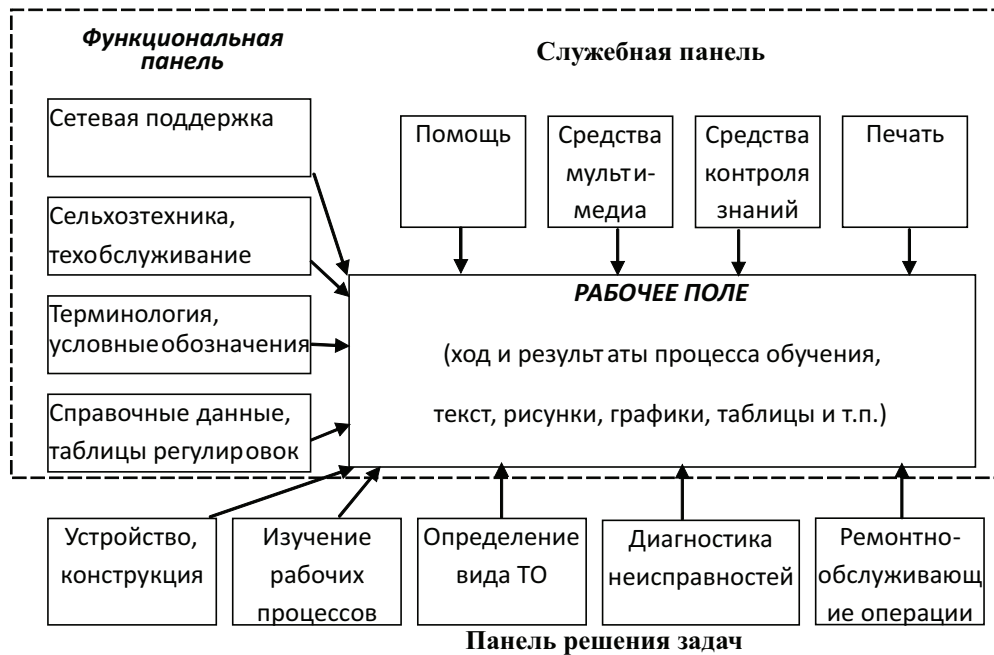 Функциональная
панель
Служебная панель
Сетевая поддержка
Сельхозтехника,
техобслуживание
Терминология,
условные обозначения
Справочные данные,
таблицы регулировок
Помощь
Средства
мульти-
медиа
Средства
контроля
знаний
Печать
РАБОЧЕЕ ПОЛЕ
(ход и результаты процесса обучения,
текст, рисунки, графики, таблицы и т.п.)
Устройство,
конструкция
Изучение
рабочих
процессов
Определение
вида ТО
Диагностика
неисправностей
Ремонтно-
обслуживающ
ие операции
Панель решения задач